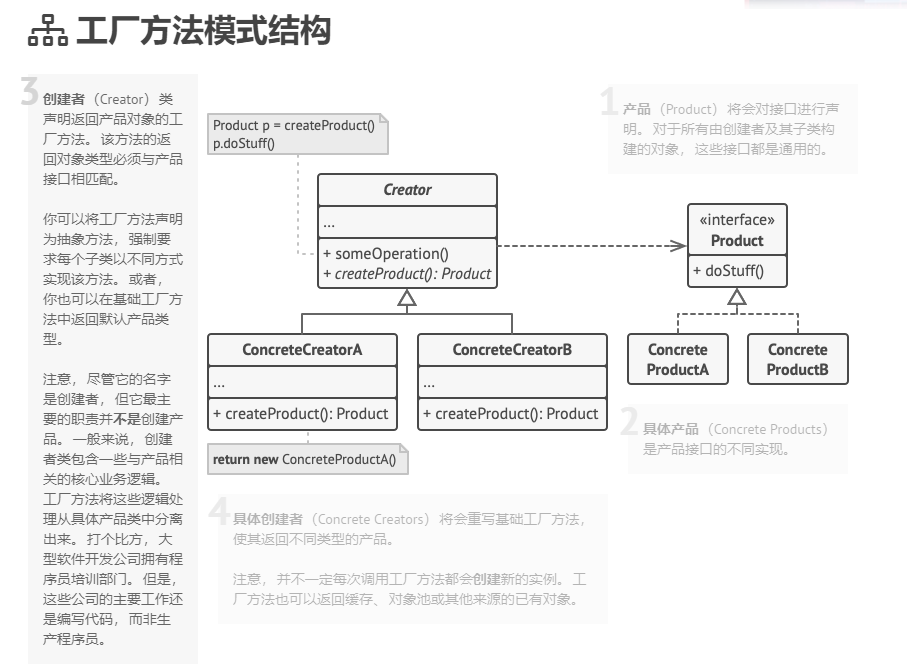 工厂方法模式结构
3
创建者（Creator）类
声明返回产品对象的工
厂方法。该方法的返
回对象类型必须与产品
接口相匹配。
你可以将工厂方法声明
为抽象方法，强制要
求每个子类以不同方式
实现该方法。或者，
你也可以在基础工厂方
法中返回默认产品类
型。
注意，尽管它的名字
是创建者，但它最主
要的职责并不是创建产
品。一般来说，创建
者类包含一些与产品相
关的核心业务逻辑。
工厂方法将这些逻辑处
理从具体产品类中分离
出来。打个比方，大
型软件开发公司拥有程
序员培训部门。但是，
这些公司的主要工作还
是编写代码，而非生
产程序员。
Product p = createProduct()
p.doStuff()
Creator
...
+ someOperation()
+ createProduct(): Product
ConcreteCreatorA
...
+ createProduct(): Product
ConcreteCreatorB
...
+ createProduct(): Product
return new ConcreteProductA()
1
产品（Product）将会对接口进行声
明。对于所有由创建者及其子类构
建的对象，这些接口都是通用的。
«interface»
Product
+ doStuff()
Concrete
ProductA
Concrete
ProductB
2
具体产品（Concrete Products）
是产品接口的不同实现。
4
具体创建者（Concrete Creators）将会重写基础工厂方法，
使其返回不同类型的产品。
注意，并不一定每次调用工厂方法都会创建新的实例。工
厂方法也可以返回缓存、对象池或其他来源的已有对象。